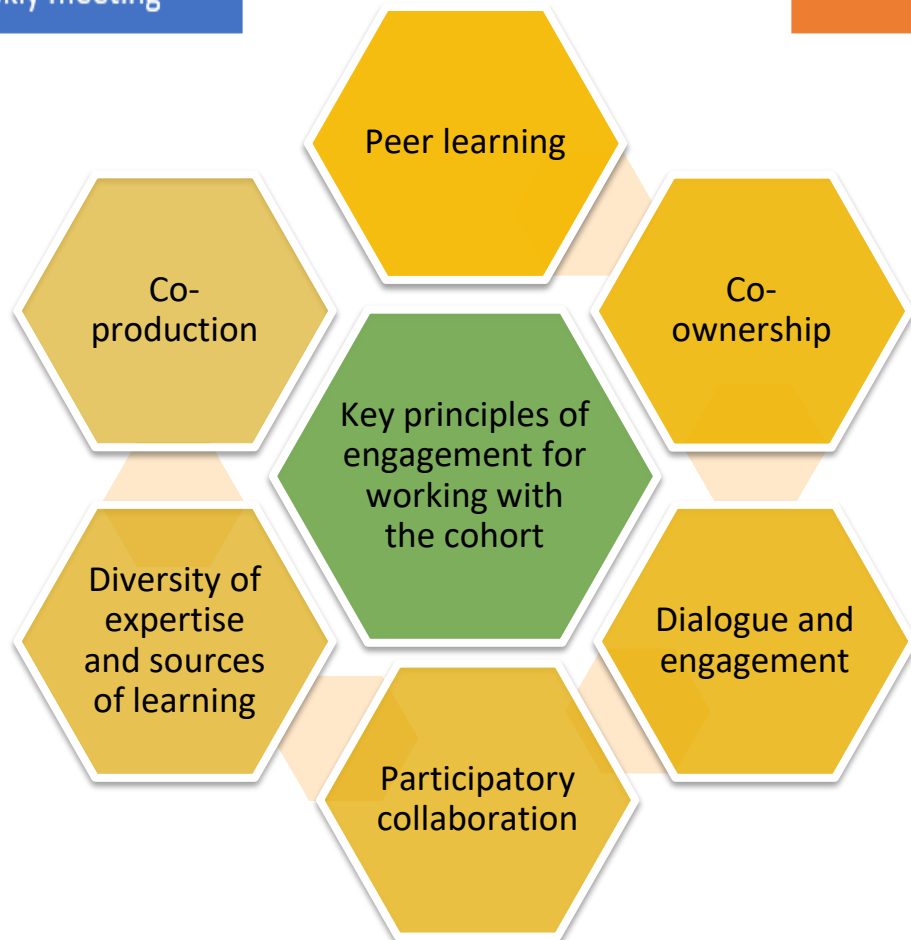 meeting
Peer learning
Co-
production
Co-
ownership
Key principles of
engagement for
working with
the cohort
Diversity of
expertise
and sources
of learning
Dialogue and
engagement
Participatory
collaboration